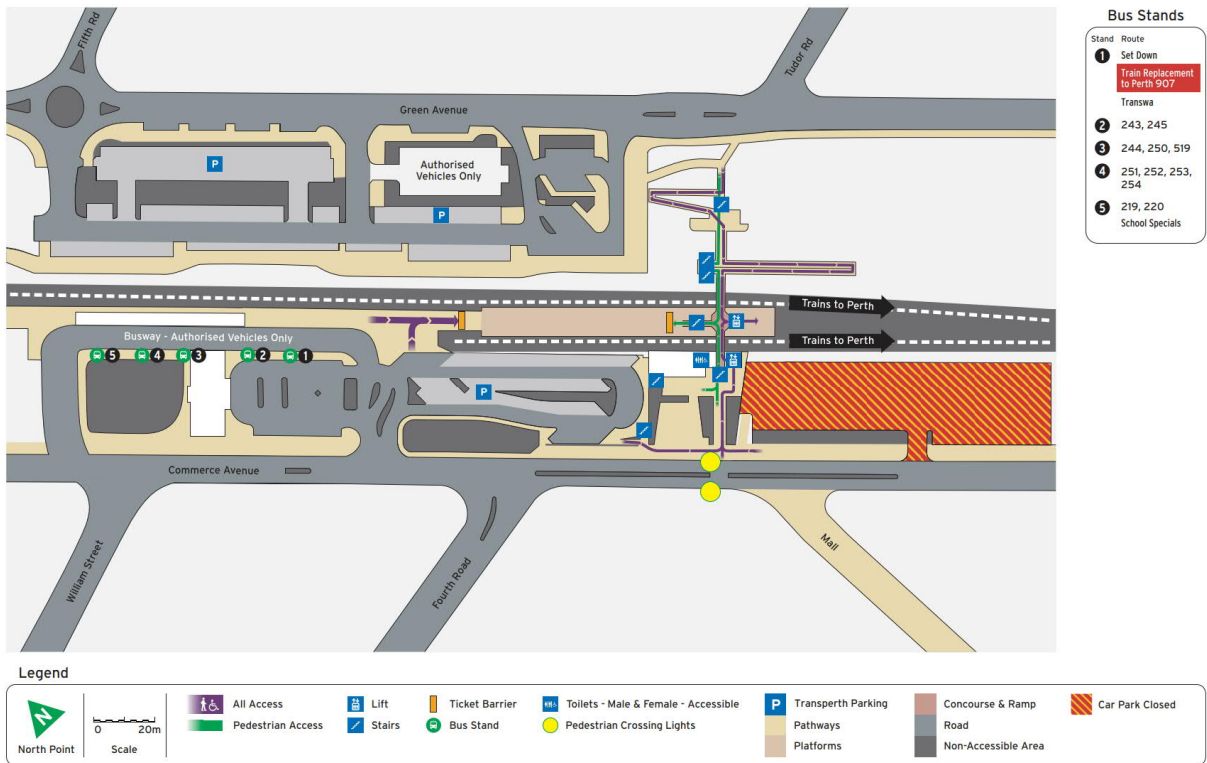 Bus Stands
Stand Route
1 Set Down
Train Replacement
to Perth 907
Transwa
2 243, 245
3 244, 250, 519
4 251, 252, 253,
254
5 219, 220
School Specials
Fifth Rd
Tudor Rd
Green Avenue
P
Authorised
Vehicles Only
P
Trains to Perth
Busway - Authorised Vehicles Only
Trains to Perth
5 4 3 2 1
P
Commerce Avenue
William Street
Fourth Road
Mall
Legend
N
North Point
0 20m
Scale
All Access
Pedestrian Access
Lift
Stairs
Ticket Barrier
Bus Stand
Toilets - Male & Female - Accessible
Pedestrian Crossing Lights
P Transperth Parking
Pathways
Platforms
Concourse & Ramp
Road
Non-Accessible Area
Car Park Closed